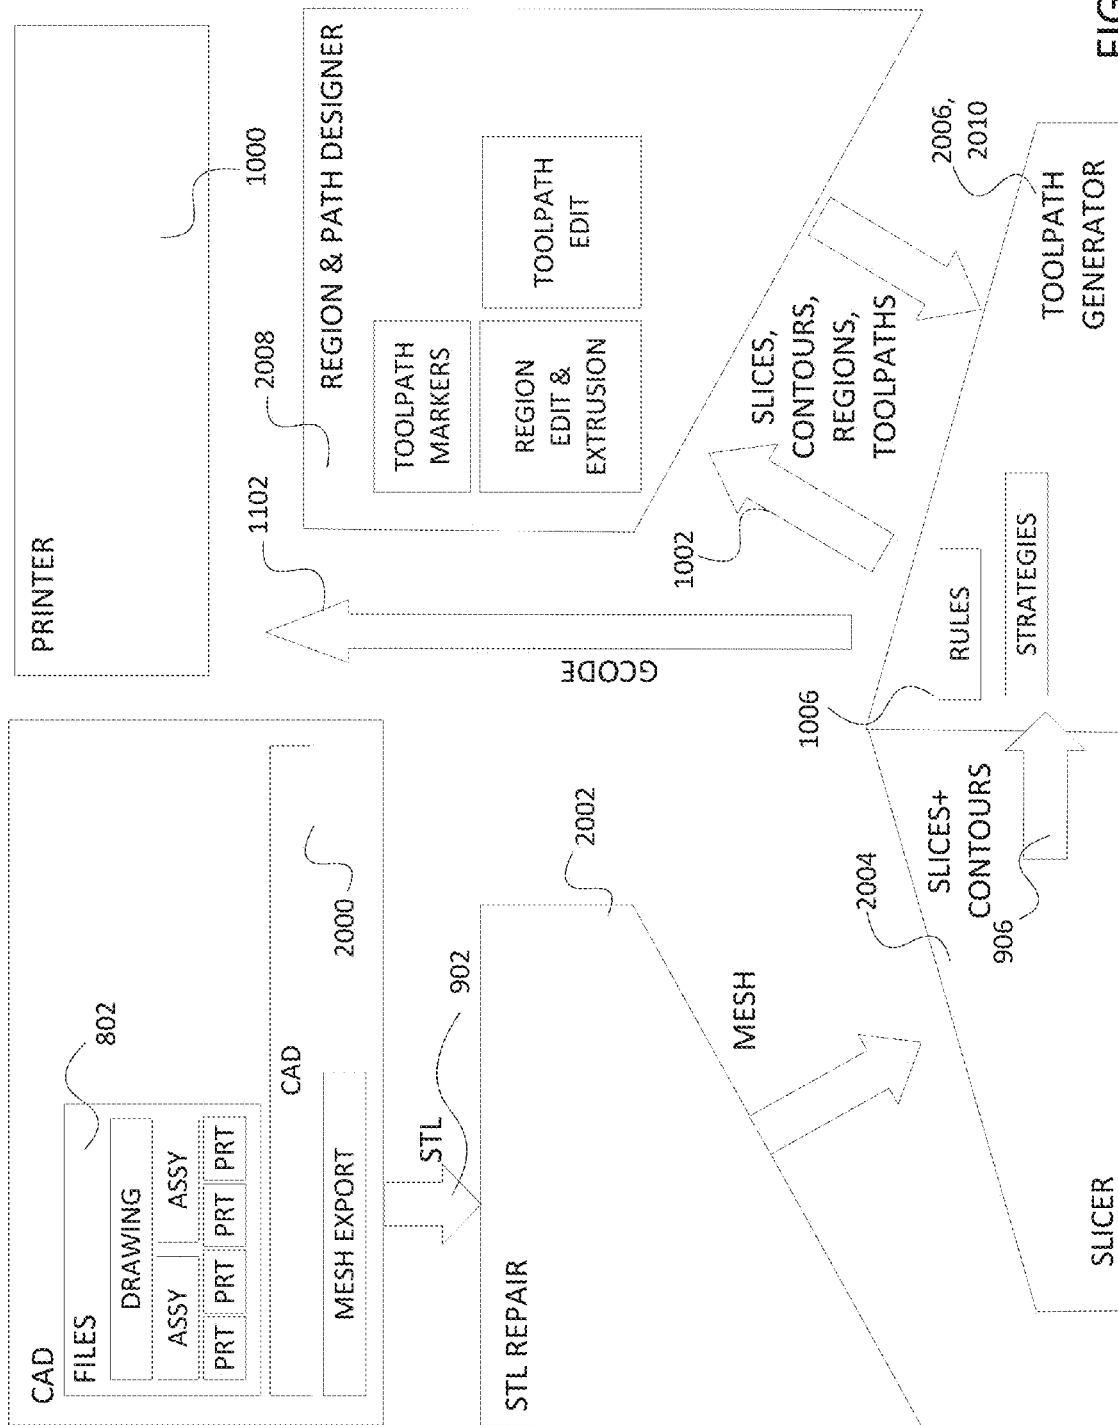 CAD
FILES
802
DRAWING
ASSY
ASSY
PRT
PRT
PRT
PRT
CAD
2000
MESH EXPORT
STL
902
STL REPAIR
2002
MESH
SLICER
2004
SLICES+
CONTOURS
906
PRINTER
1000
GCODE
1102
REGION & PATH DESIGNER
2008
TOOLPATH
MARKERS
REGION
EDIT &
EXTRUSION
TOOLPATH
EDIT
1002
SLICES,
CONTOURS,
REGIONS,
TOOLPATHS
1006
RULES
STRATEGIES
2006,
2010
TOOLPATH
GENERATOR
FIG